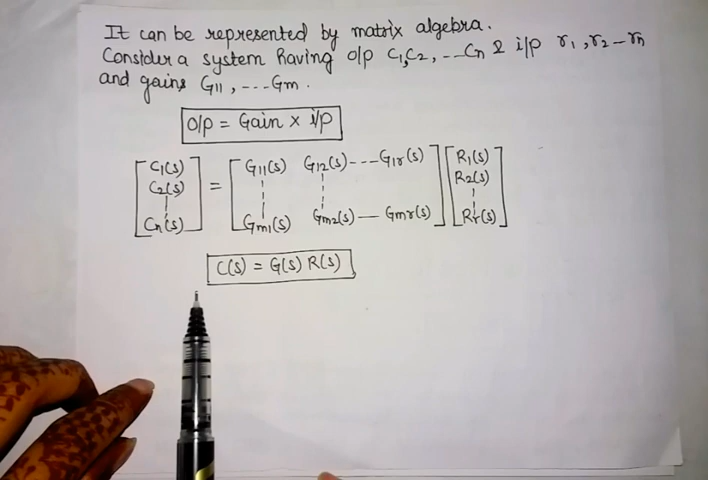 It can be represented by matrix algebra.
Consider a system having o/p C1,C2, ---Cn & i/p r1,r2--rn
and gains G11, ---Gm.
O/P = Gain × i/p
[C1(s) C2(s) ¦ Cn(s)] = [G11(s) G12(s)---G1r(s) ¦ ¦ Gm1(s) Gm2(s)--Gmr(s)] [R1(s) R2(s) ¦ Rr(s)]
C(s) = G(s) R(s)